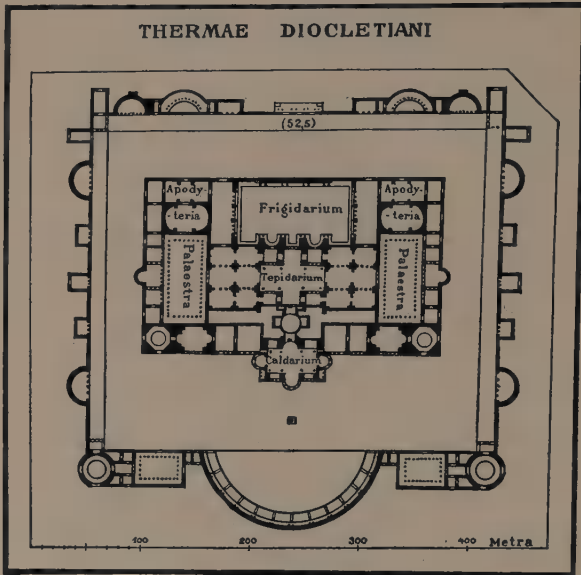 THERMAE DIOCLETIANI
(52,5)
Apody-
-teria
Apody-
-teria
Frigidarium
Palaestra
Tepidarium
Palaestra
Caldarium
100
200
300
400
Metra